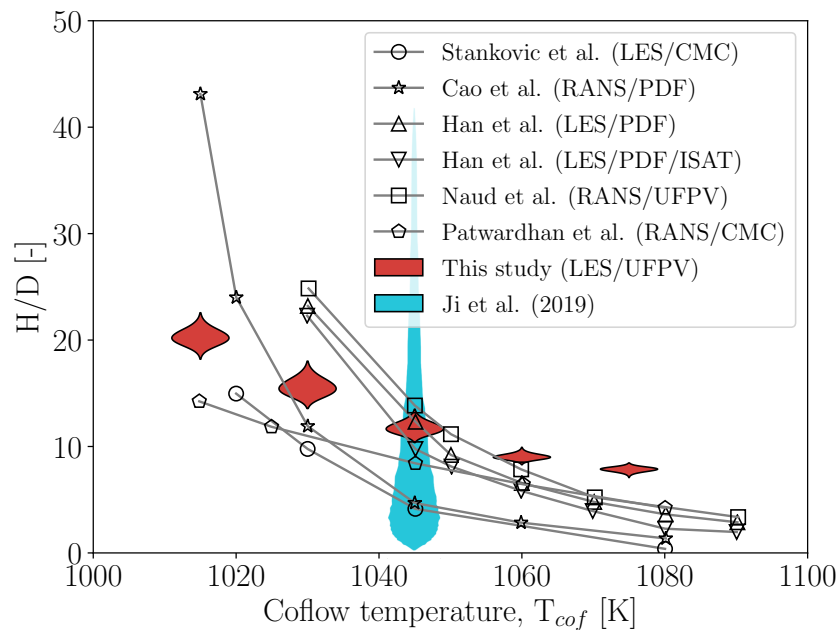 50
40
30
20
10
0
H/D [-]
Stankovic et al. (LES/CMC)
Cao et al. (RANS/PDF)
Han et al. (LES/PDF)
Han et al. (LES/PDF/ISAT)
Naud et al. (RANS/UFPV)
Patwardhan et al. (RANS/CMC)
This study (LES/UFPV)
Ji et al. (2019)
1000 1020 1040 1060 1080 1100
Coflow temperature, T_cof [K]